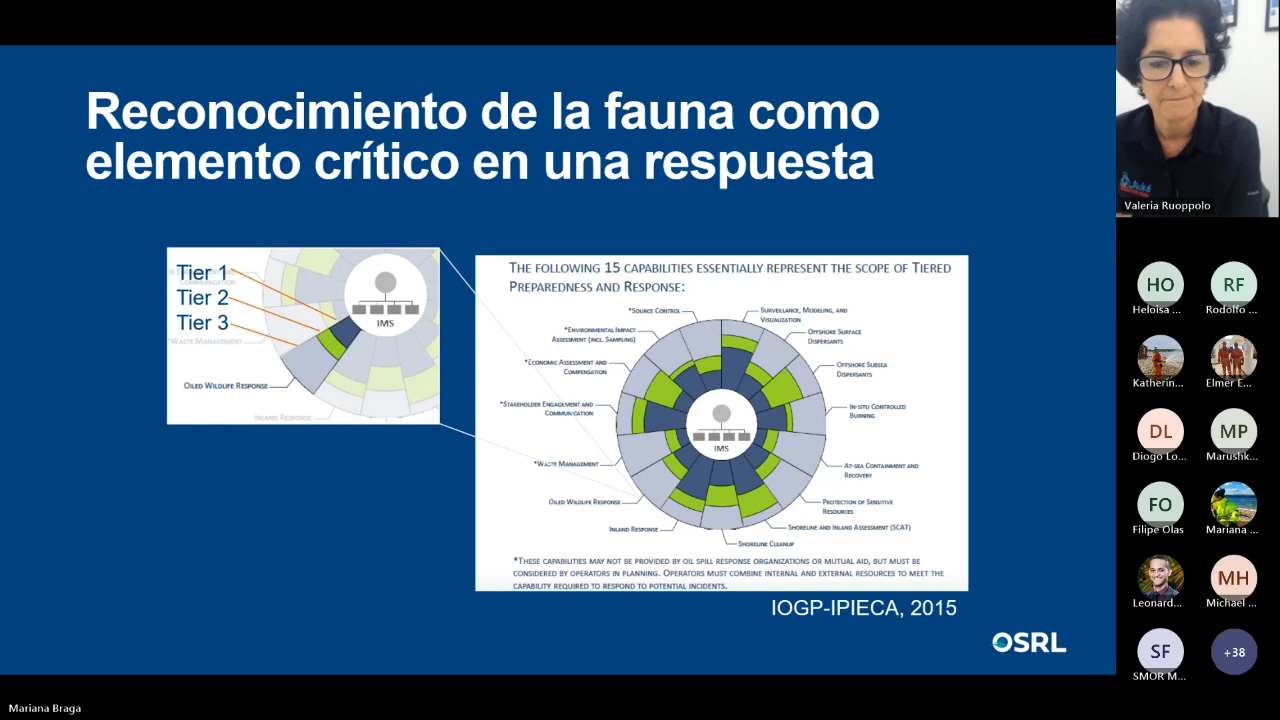 Reconocimiento de la fauna como
elemento crítico en una respuesta
Tier 1
Tier 2
Tier 3
COMMUNICATION
*WASTE MANAGEMENT
OILED WILDLIFE RESPONSE
INLAND RESPONSE
IMS
THE FOLLOWING 15 CAPABILITIES ESSENTIALLY REPRESENT THE SCOPE OF TIERED
PREPAREDNESS AND RESPONSE:
*SOURCE CONTROL
*ENVIRONMENTAL IMPACT
ASSESSMENT (INCL. SAMPLING)
*ECONOMIC ASSESSMENT AND
COMPENSATION
*STAKEHOLDER ENGAGEMENT AND
COMMUNICATION
*WASTE MANAGEMENT
OILED WILDLIFE RESPONSE
INLAND RESPONSE
SHORELINE CLEANUP
SHORELINE AND INLAND ASSESSMENT (SCAT)
PROTECTION OF SENSITIVE
RESOURCES
AT-SEA CONTAINMENT AND
RECOVERY
IN-SITU CONTROLLED
BURNING
OFFSHORE SUBSEA
DISPERSANTS
OFFSHORE SURFACE
DISPERSANTS
SURVEILLANCE, MODELING, AND
VISUALIZATION
IMS
*THESE CAPABILITIES MAY NOT BE PROVIDED BY OIL SPILL RESPONSE ORGANIZATIONS OR MUTUAL AID, BUT MUST BE
CONSIDERED BY OPERATORS IN PLANNING. OPERATORS MUST COMBINE INTERNAL AND EXTERNAL RESOURCES TO MEET THE
CAPABILITY REQUIRED TO RESPOND TO POTENTIAL INCIDENTS.
IOGP-IPIECA, 2015
OSRL
Valeria Ruoppolo
HO
Heloisa ...
RF
Rodolfo ...
Katherin...
Elmer E...
DL
Diogo Lo...
MP
Marushk...
FO
Filipe Olas
Mariana ...
Leonard...
MH
Michael ...
SF
SMOR M...
+38
Mariana Braga